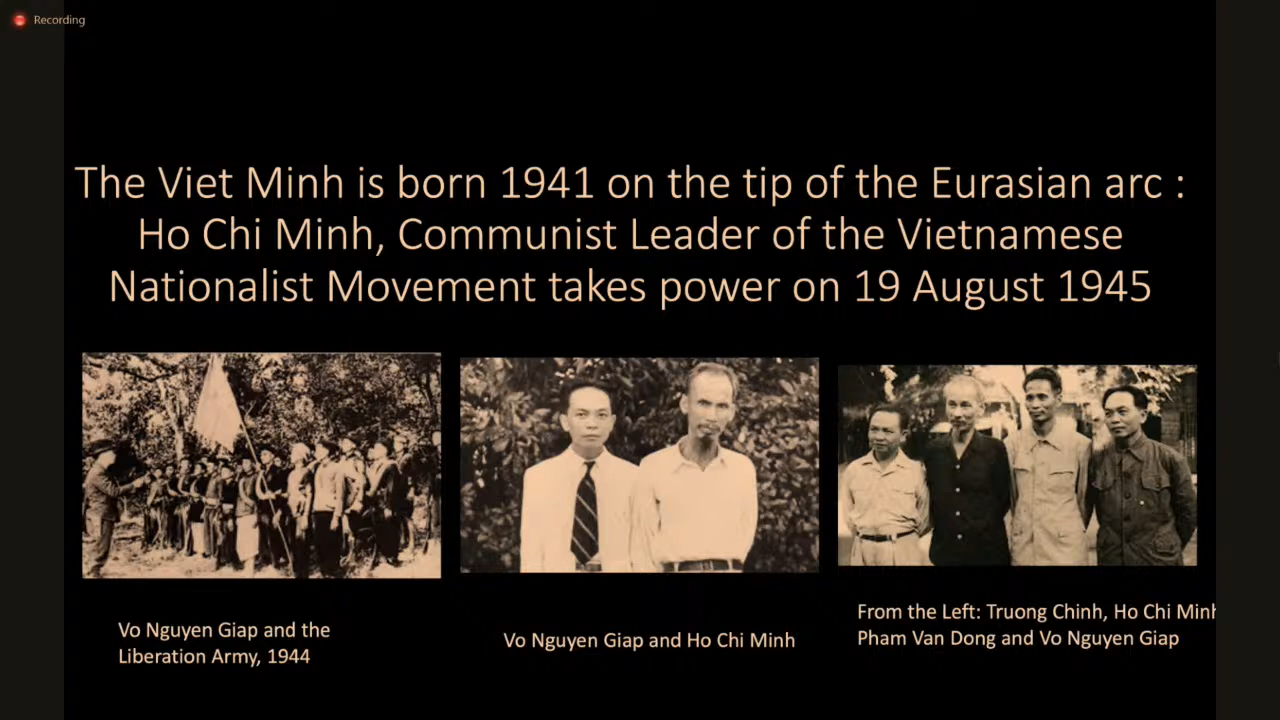 Recording
The Viet Minh is born 1941 on the tip of the Eurasian arc :
Ho Chi Minh, Communist Leader of the Vietnamese
Nationalist Movement takes power on 19 August 1945
Vo Nguyen Giap and the
Liberation Army, 1944
Vo Nguyen Giap and Ho Chi Minh
From the Left: Truong Chinh, Ho Chi Minh
Pham Van Dong and Vo Nguyen Giap